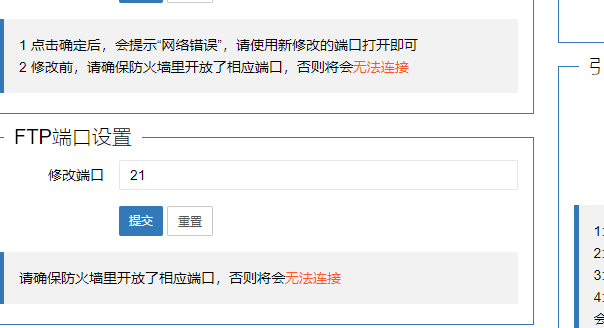 1 点击确定后，会提示“网络错误”，请使用新修改的端口打开即可
2 修改前，请确保防火墙里开放了相应端口，否则将会无法连接
FTP端口设置
修改端口
21
提交
重置
请确保防火墙里开放了相应端口，否则将会无法连接
引
1
2
3
4
会